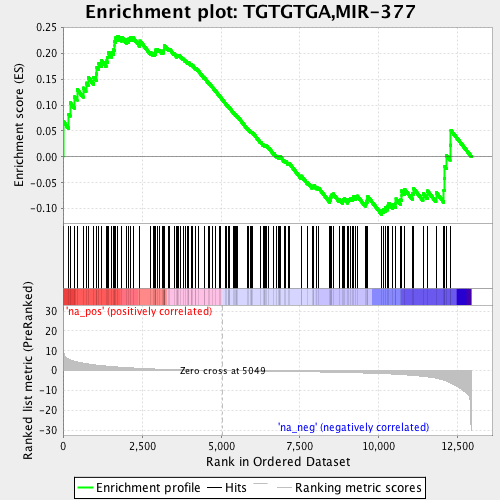 Enrichment plot: TGTGTGA,MIR-377
Enrichment score (ES)
0.25
0.20
0.15
0.10
0.05
0.00
-0.05
-0.10
Ranked list metric (PreRanked)
30
20
10
0
-10
-20
-30
'na_pos' (positively correlated)
Zero cross at 5049
'na_neg' (negatively correlated)
0 2,500 5,000 7,500 10,000 12,500
Rank in Ordered Dataset
Enrichment profile Hits Ranking metric scores